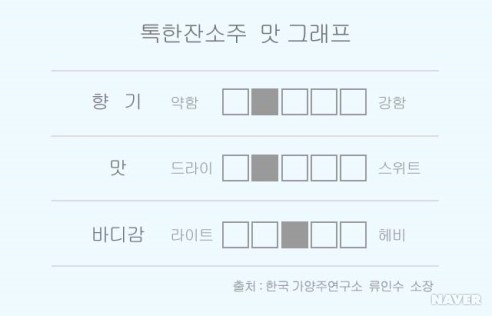 톡한잔소주 맛 그래프
향 기 약함 강함
맛 드라이 스위트
바디감 라이트 헤비
출처 : 한국 가양주연구소 류인수 소장
NAVER